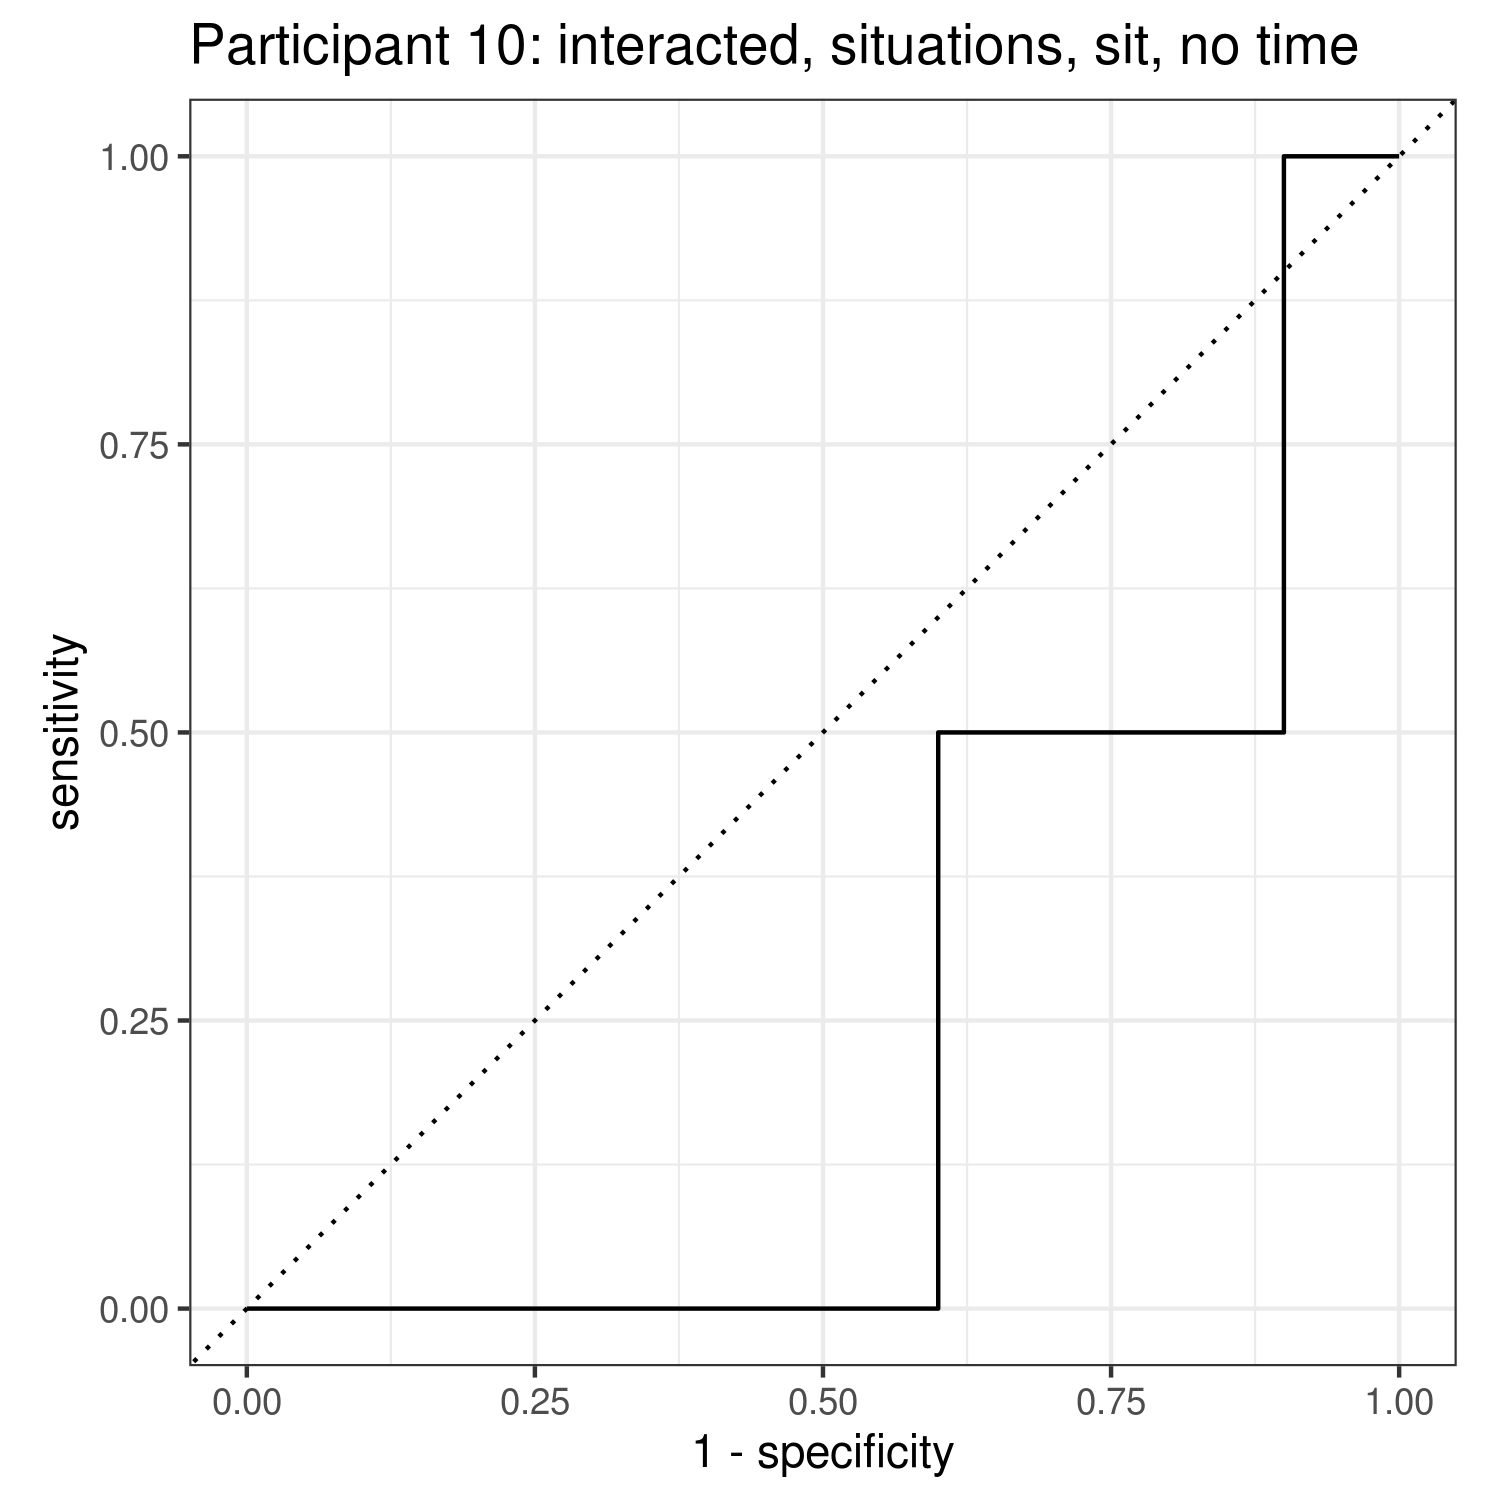 Participant 10: interacted, situations, sit, no time
1.00
0.75
0.50
0.25
0.00
sensitivity
0.00 0.25 0.50 0.75 1.00
1 - specificity